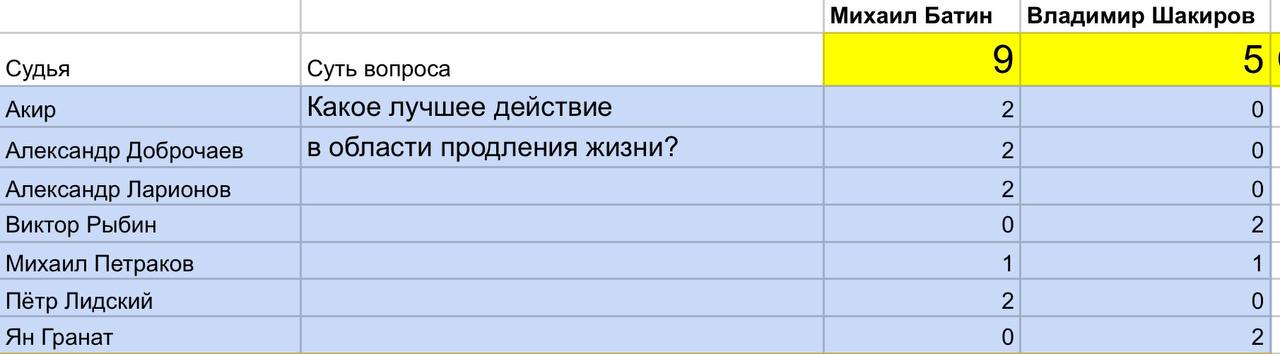 Михаил Батин Владимир Шакиров
Судья Суть вопроса 9 5
Акир Какое лучшее действие 2 0
Александр Доброчаев в области продления жизни? 2 0
Александр Ларионов 2 0
Виктор Рыбин 0 2
Михаил Петраков 1 1
Пётр Лидский 2 0
Ян Гранат 0 2